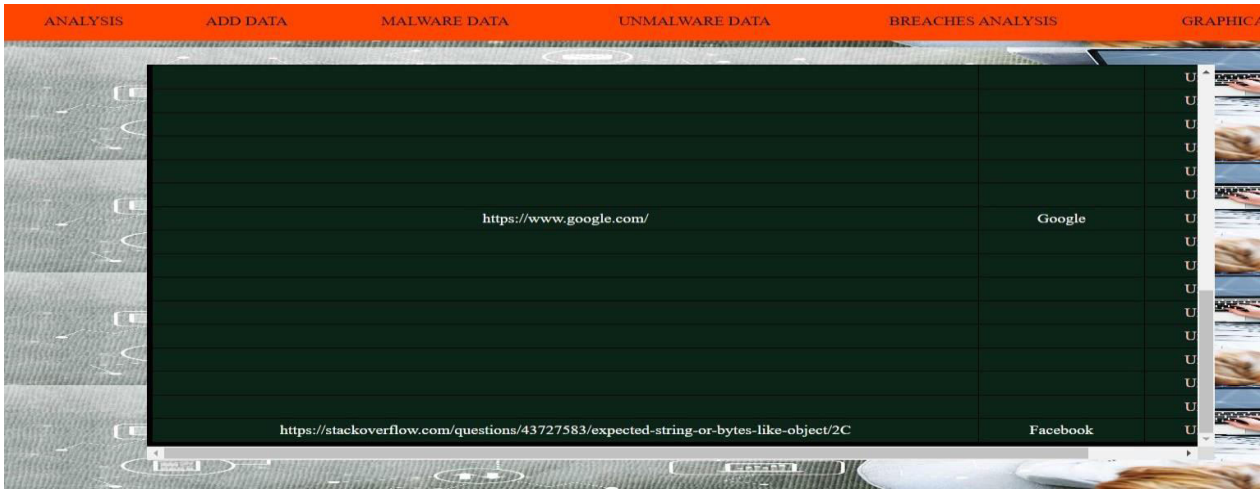 ANALYSIS ADD DATA MALWARE DATA UNMALWARE DATA BREACHES ANALYSIS GRAPHICA
U
U
U
U
U
U
https://www.google.com/ Google U
U
U
U
U
U
U
U
U
https://stackoverflow.com/questions/43727583/expected-string-or-bytes-like-object/2C Facebook U